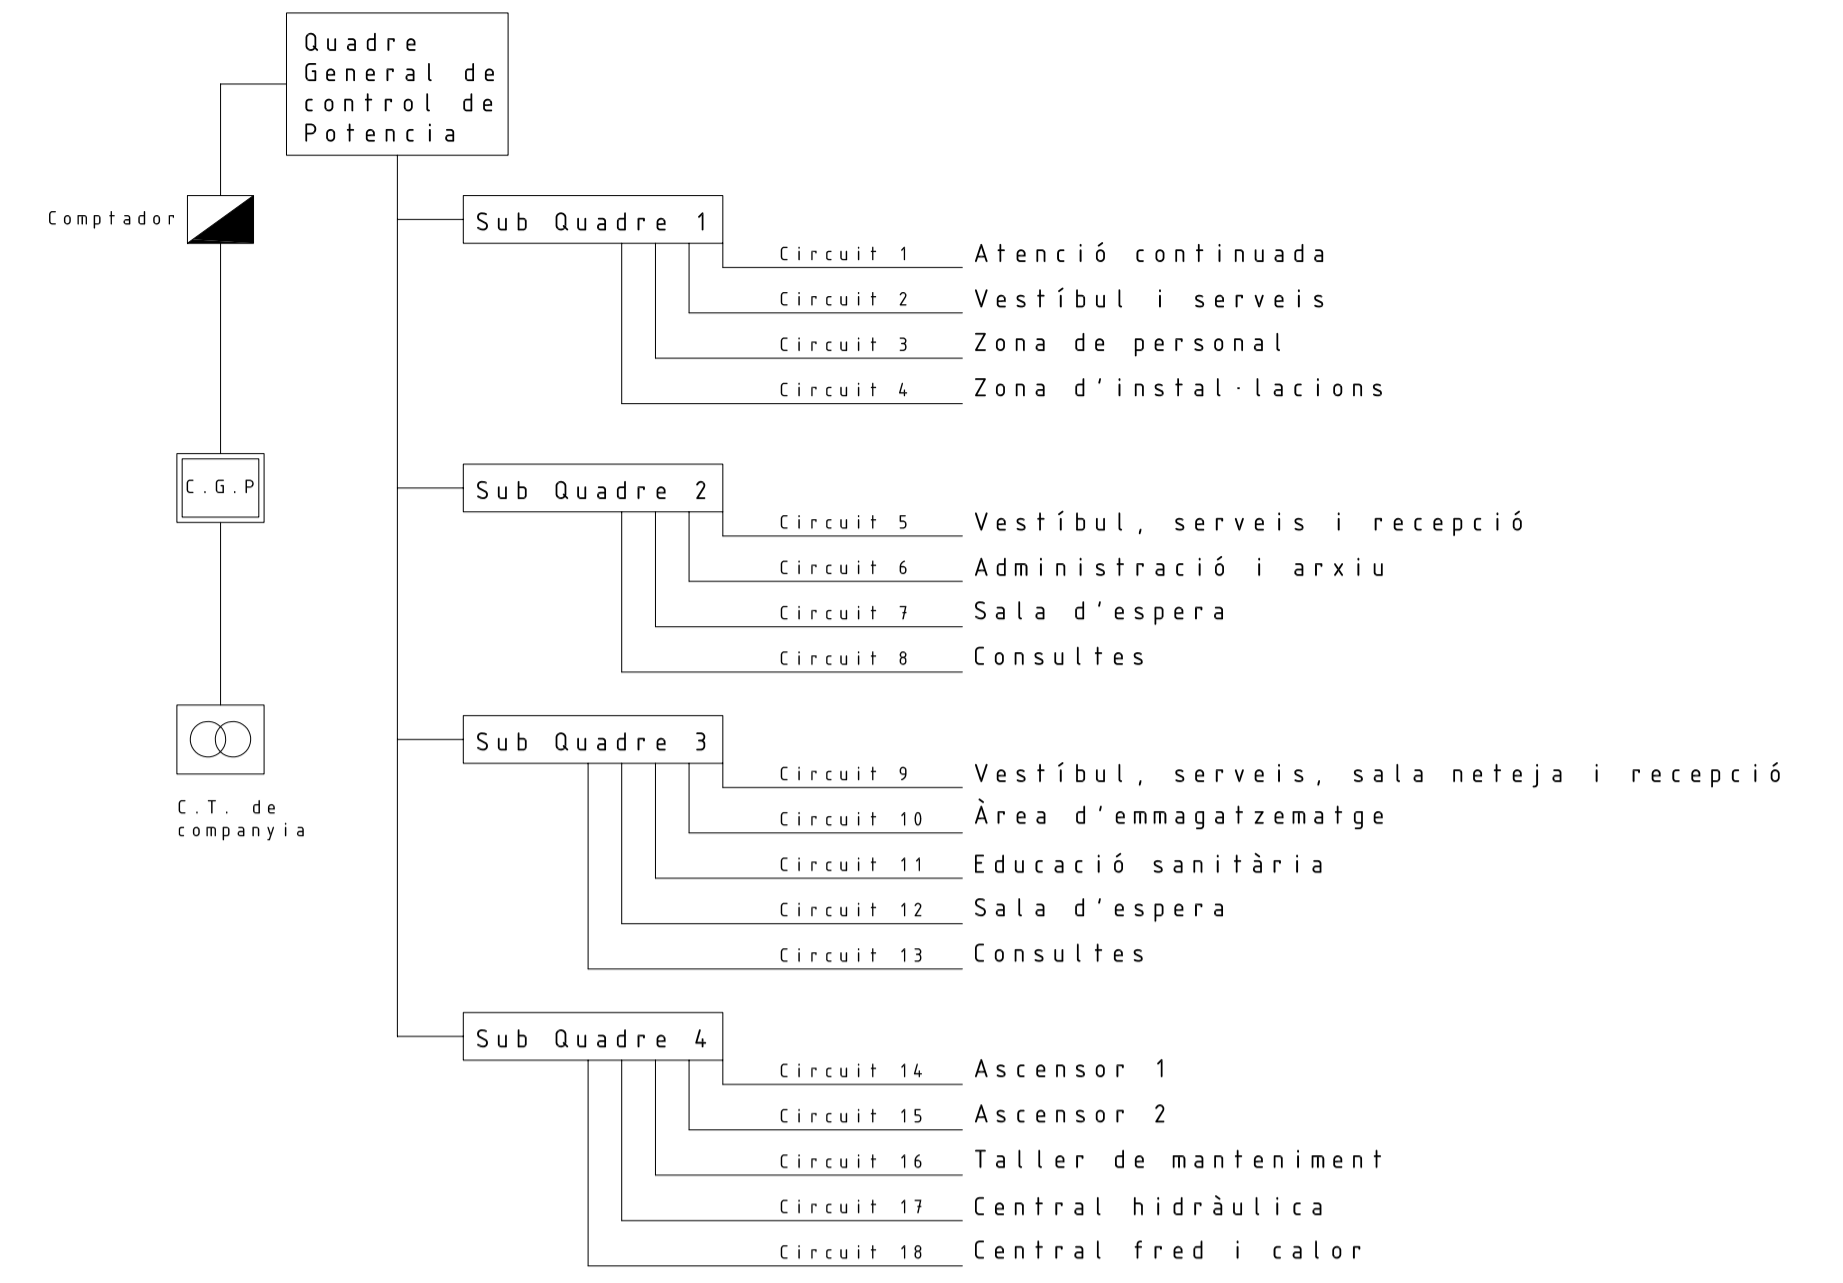 Quadre
General de
control de
Potencia
Comptador
Sub Quadre 1
Circuit 1 Atenció continuada
Circuit 2 Vestíbul i serveis
Circuit 3 Zona de personal
Circuit 4 Zona d'instal·lacions
C.G.P
Sub Quadre 2
Circuit 5 Vestíbul, serveis i recepció
Circuit 6 Administració i arxiu
Circuit 7 Sala d'espera
Circuit 8 Consultes
Sub Quadre 3
Circuit 9 Vestíbul, serveis, sala neteja i recepció
Circuit 10 Àrea d'emmagatzematge
Circuit 11 Educació sanitària
Circuit 12 Sala d'espera
Circuit 13 Consultes
C.T. de
companyia
Sub Quadre 4
Circuit 14 Ascensor 1
Circuit 15 Ascensor 2
Circuit 16 Taller de manteniment
Circuit 17 Central hidràulica
Circuit 18 Central fred i calor